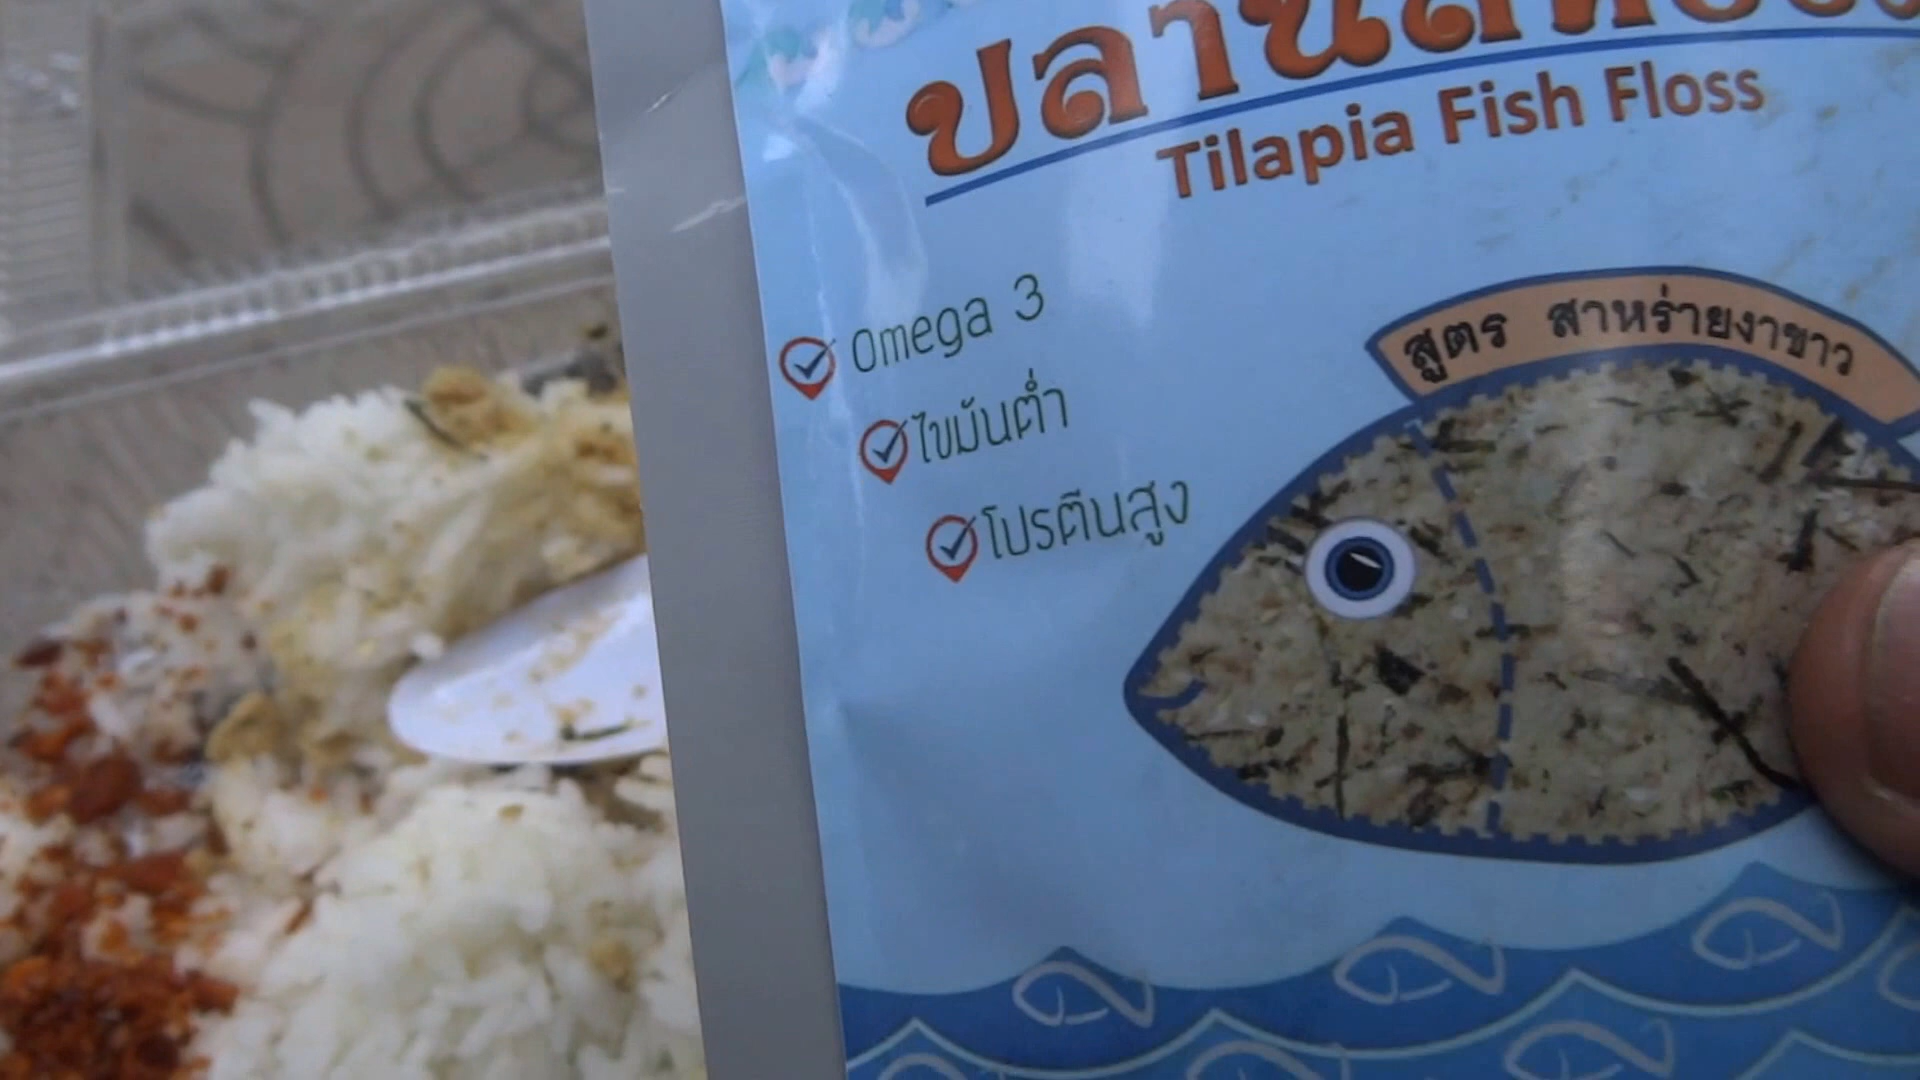 Tilapia Fish Floss
Omega 3
ไขมันต่ำ
โปรตีนสูง
สูตร สาหร่ายงาขาว